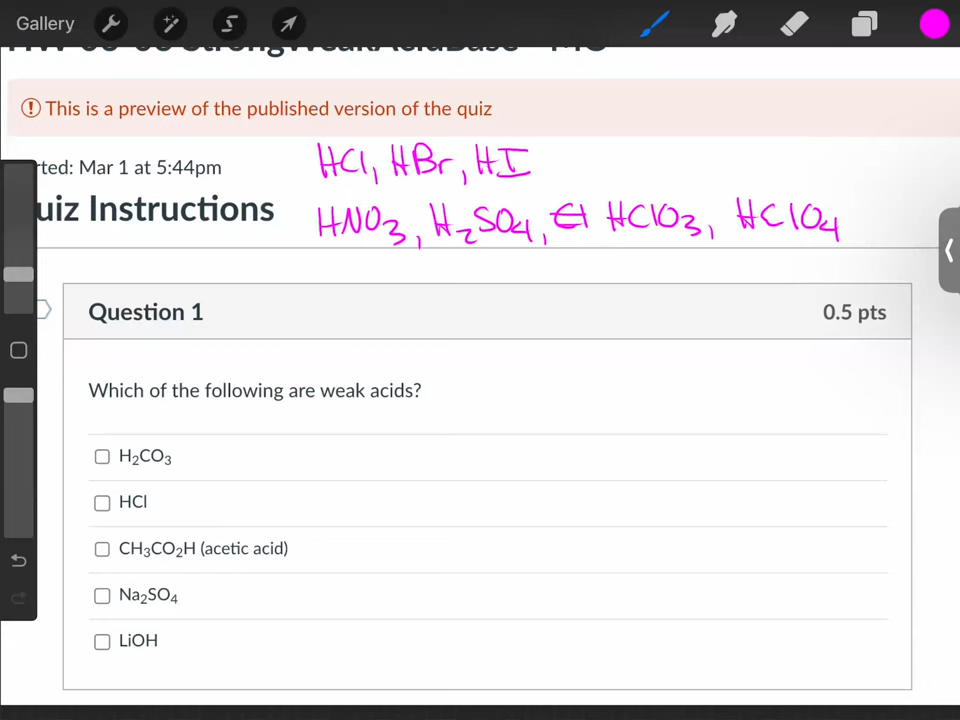 Gallery
This is a preview of the published version of the quiz
rted: Mar 1 at 5:44pm
HCl, HBr, HI
uiz Instructions
HNO₃, H₂SO₄, HClO₃, HClO₄
Question 1
0.5 pts
Which of the following are weak acids?
H₂CO₃
HCl
CH₃CO₂H (acetic acid)
Na₂SO₄
LiOH